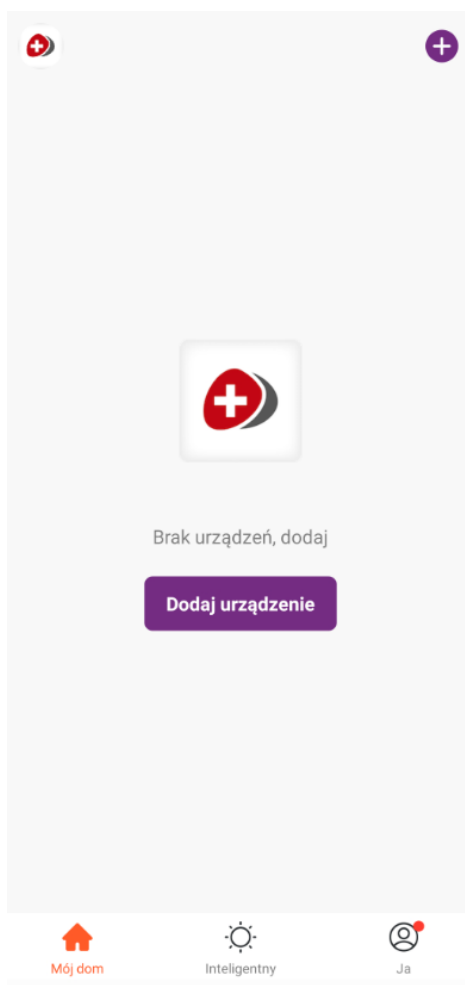 Brak urządzeń, dodaj
Dodaj urządzenie
Mój dom
Inteligentny
Ja